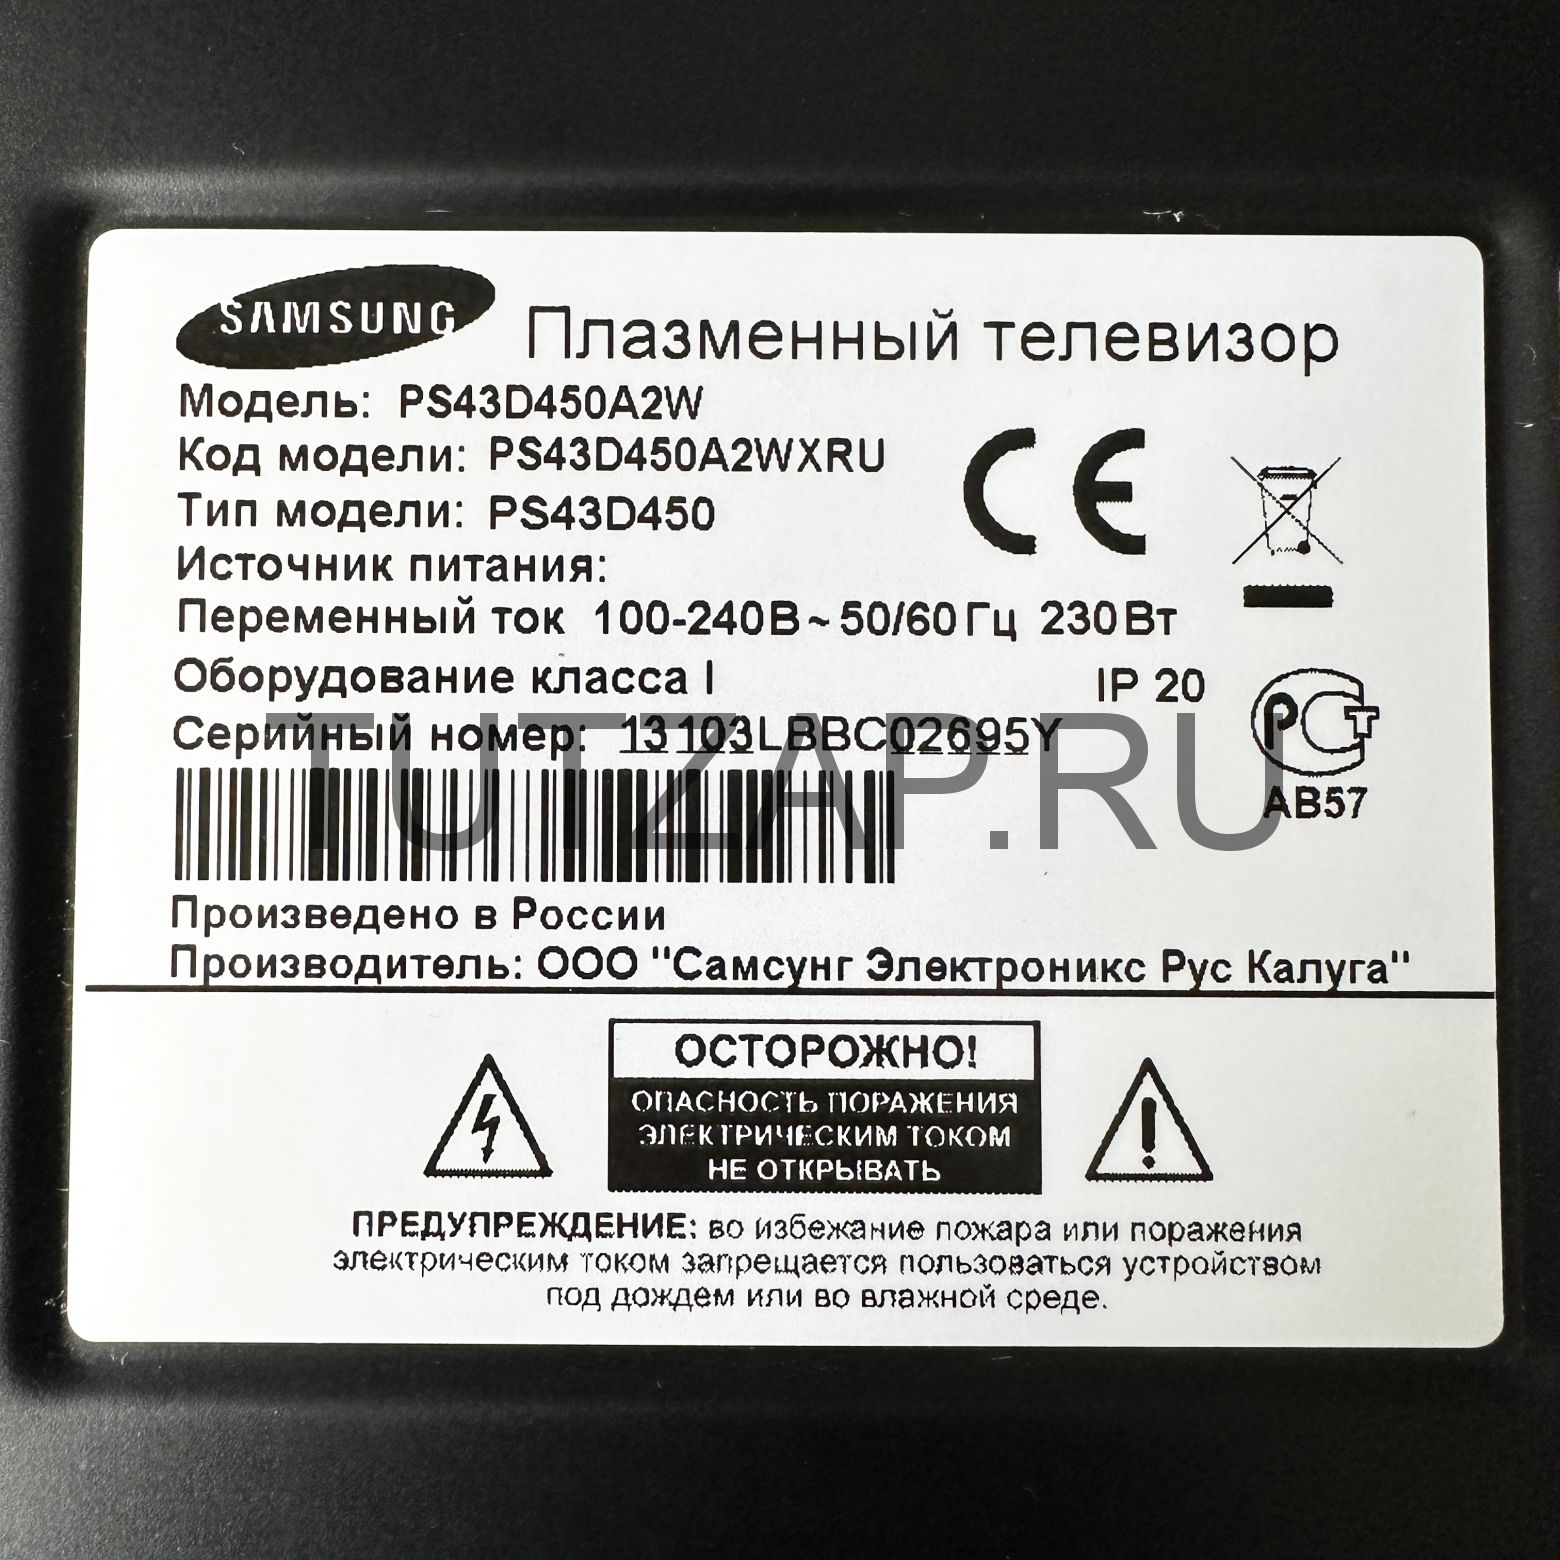 SAMSUNG Плазменный телевизор
Модель: PS43D450A2W
Код модели: PS43D450A2WXRU
Тип модели: PS43D450
Источник питания:
Переменный ток 100-240В~50/60Гц 230Вт
Оборудование класса I IP 20
Серийный номер: 13103LBBC02695Y
TUTZAP.RU
АВ57
Произведено в России
Производитель: ООО "Самсунг Электроникс Рус Калуга"
ОСТОРОЖНО!
ОПАСНОСТЬ ПОРАЖЕНИЯ
ЭЛЕКТРИЧЕСКИМ ТОКОМ
НЕ ОТКРЫВАТЬ
ПРЕДУПРЕЖДЕНИЕ: во избежание пожара или поражения
электрическим током запрещается пользоваться устройством
под дождем или во влажной среде.